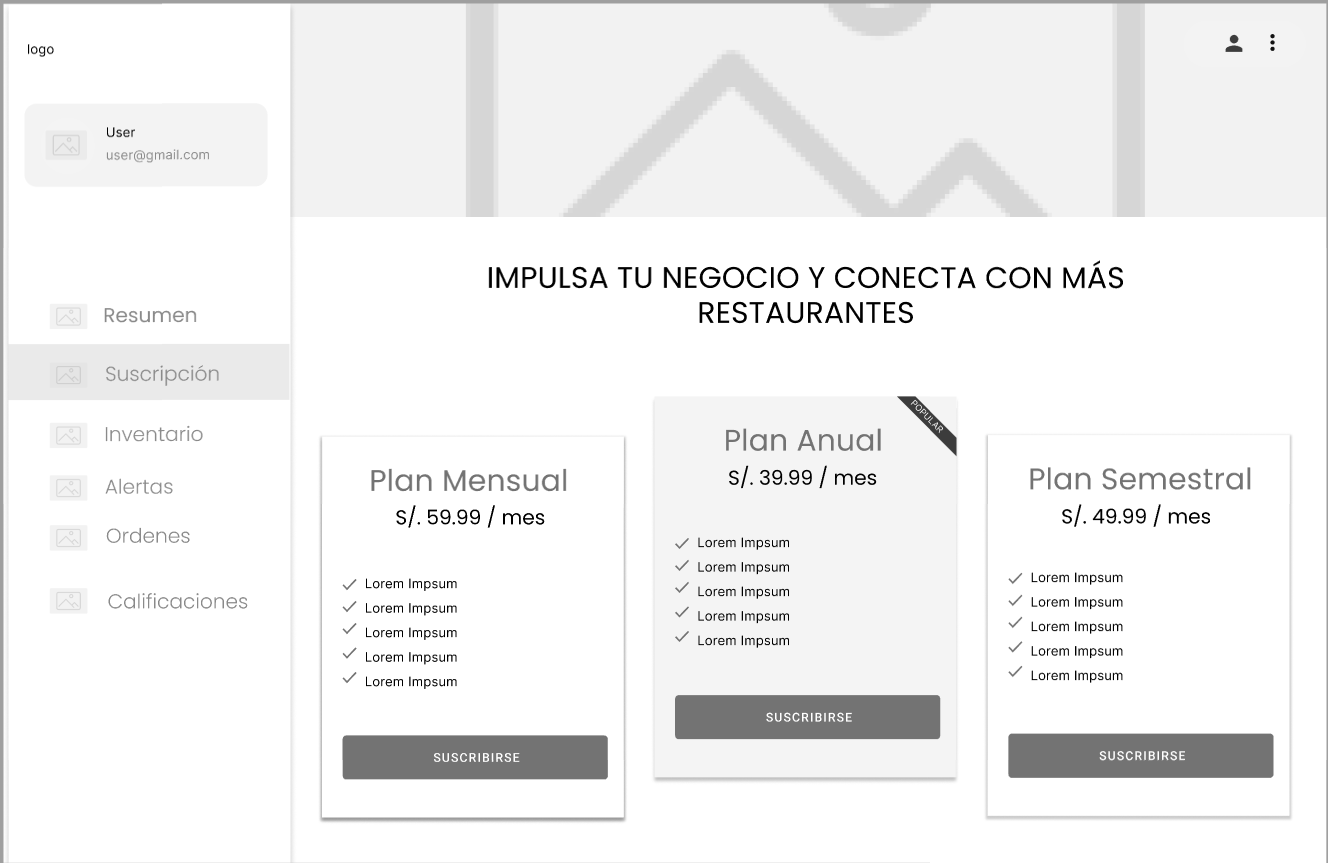 logo
User
user@gmail.com
Resumen
Suscripción
Inventario
Alertas
Ordenes
Calificaciones
IMPULSA TU NEGOCIO Y CONECTA CON MÁS
RESTAURANTES
Plan Mensual
S/. 59.99 / mes
Lorem Impsum
Lorem Impsum
Lorem Impsum
Lorem Impsum
Lorem Impsum
SUSCRIBIRSE
POPULAR
Plan Anual
S/. 39.99 / mes
Lorem Impsum
Lorem Impsum
Lorem Impsum
Lorem Impsum
Lorem Impsum
SUSCRIBIRSE
Plan Semestral
S/. 49.99 / mes
Lorem Impsum
Lorem Impsum
Lorem Impsum
Lorem Impsum
Lorem Impsum
SUSCRIBIRSE